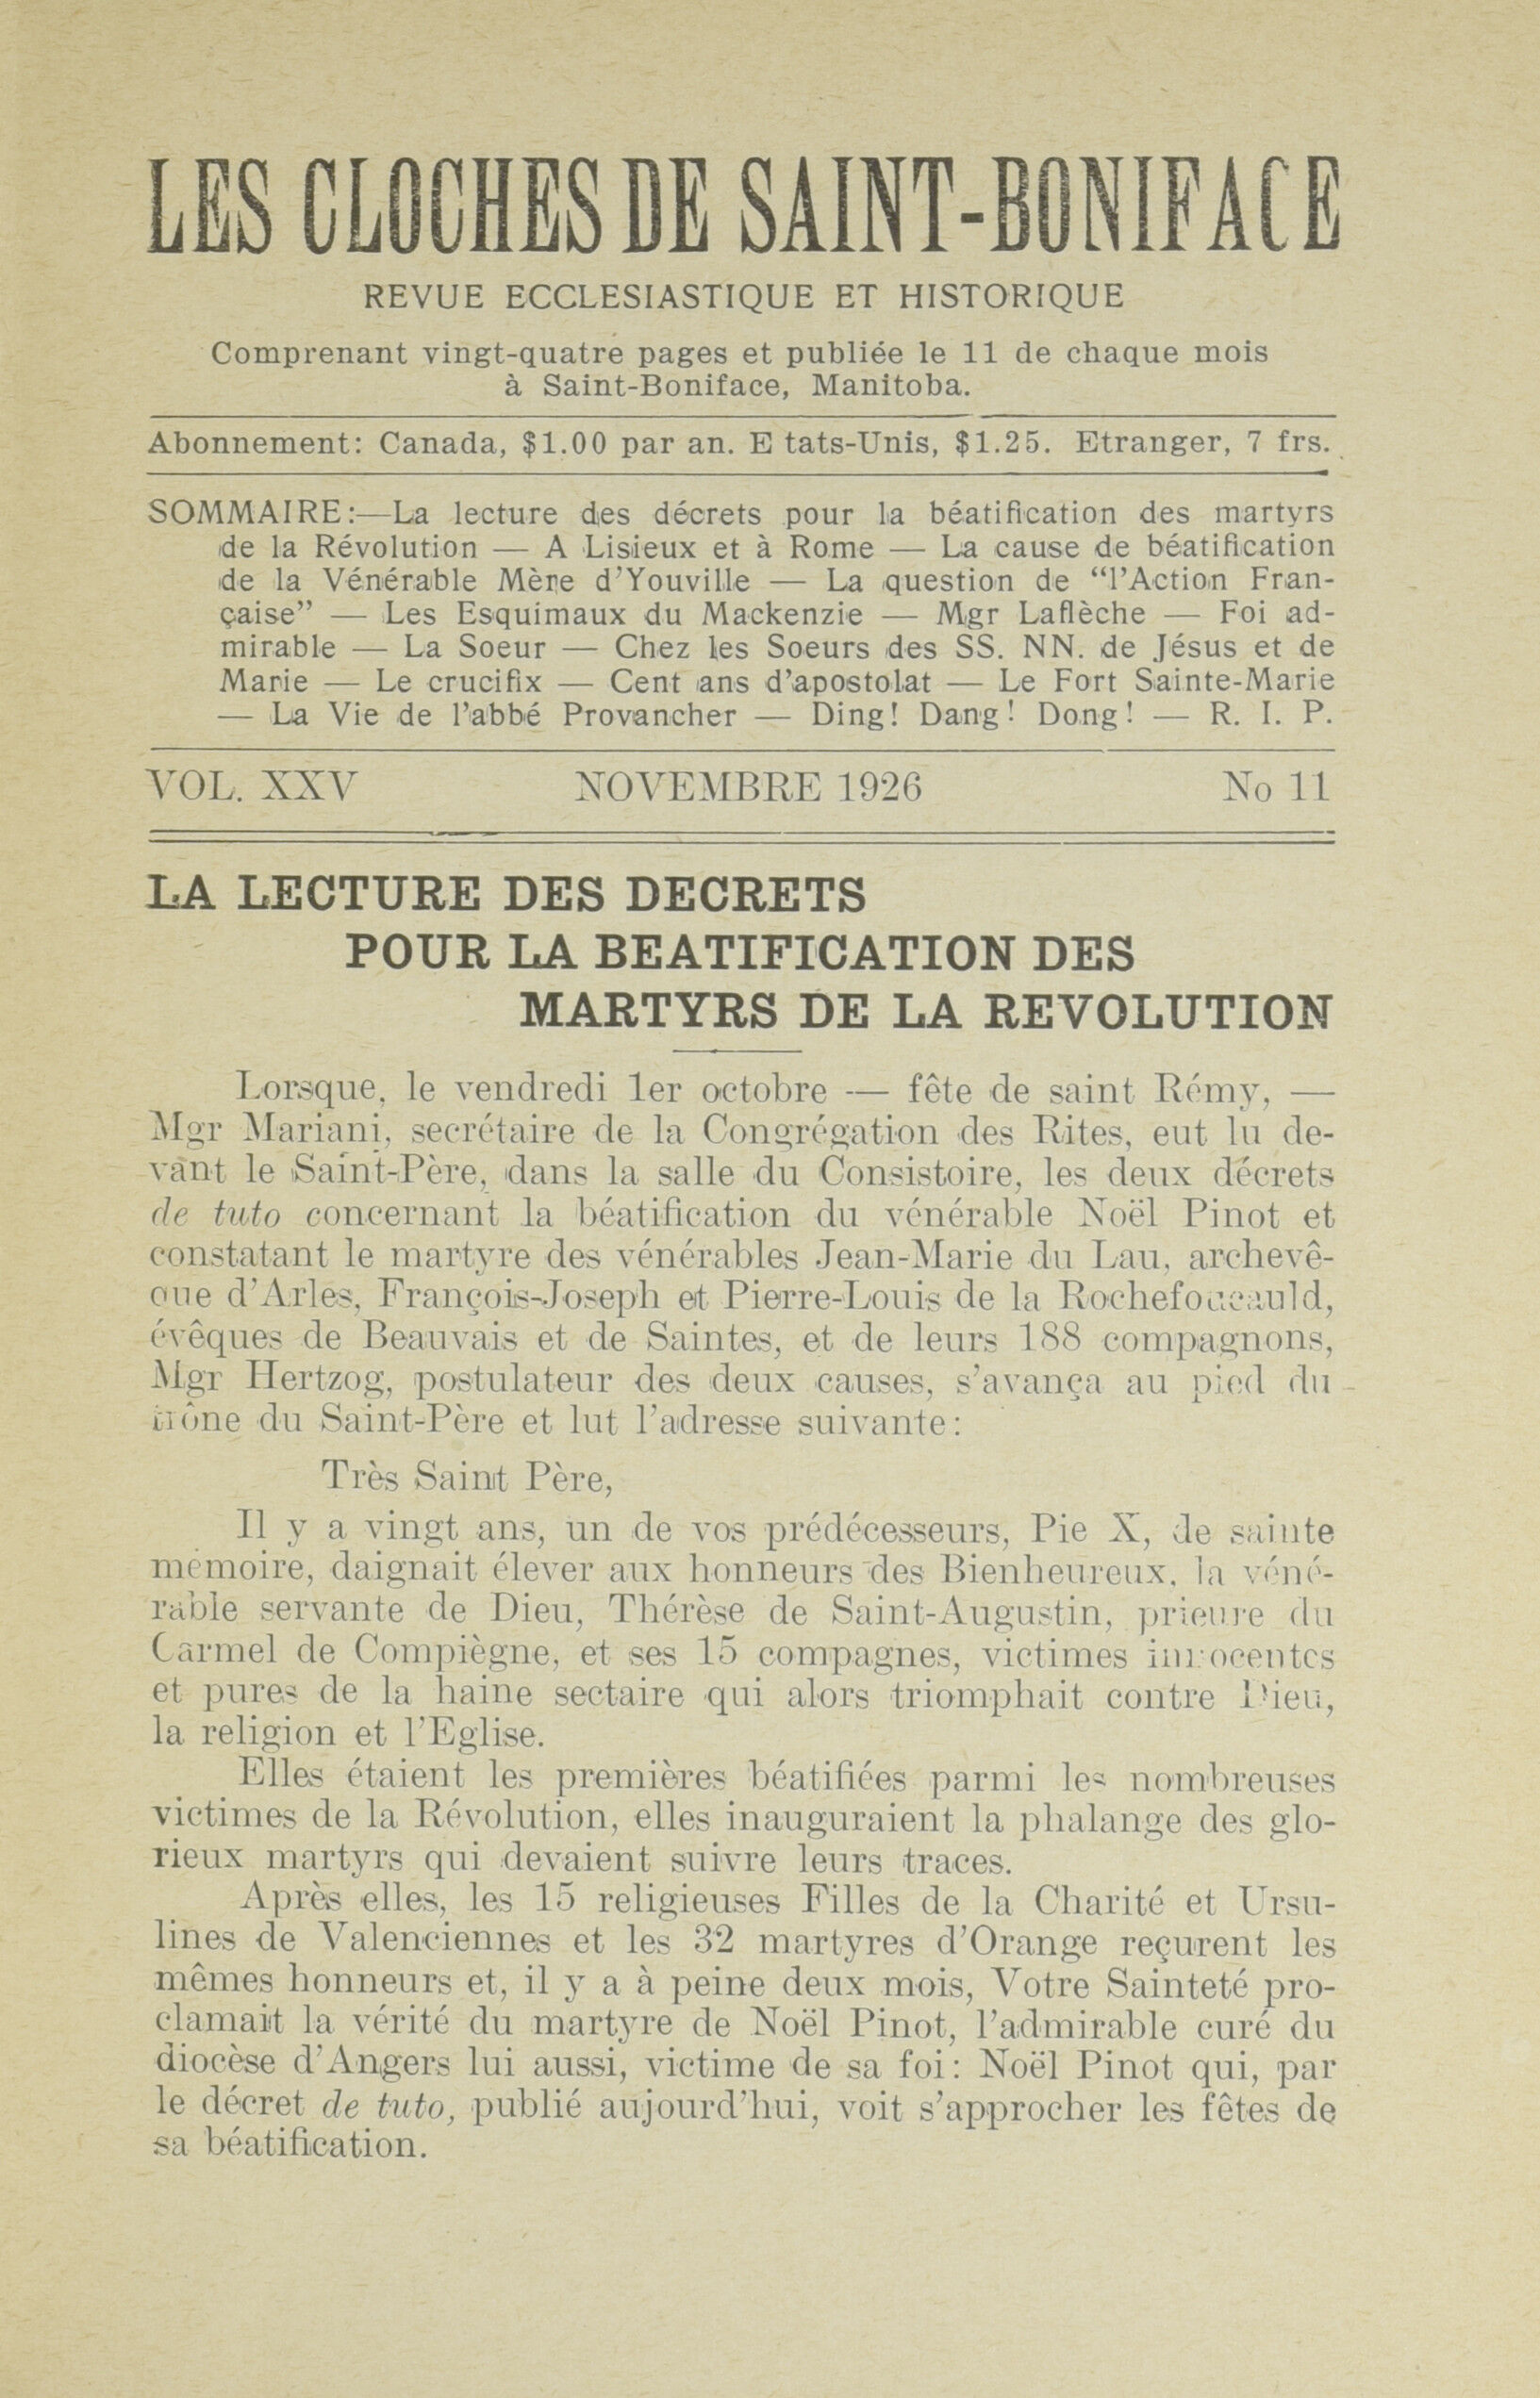 LES CLOCHES DE SAINT-BONIFACE
REVUE ECCLESIASTIQUE ET HISTORIQUE
Comprenant vingt-quatre pages et publiée le 11 de chaque mois
à Saint-Boniface, Manitoba.
Abonnement: Canada, $1.00 par an. E tats-Unis, $1.25. Etranger, 7 frs.
SOMMAIRE:—La lecture des décrets pour la béatification des martyrs
de la Révolution — A Lisieux et à Rome — La cause de béatification
de la Vénérable Mère d'Youville — La question de "l'Action Fran-
çaise" — Les Esquimaux du Mackenzie — Mgr Laflèche — Foi ad-
mirable — La Soeur — Chez les Soeurs des SS. NN. de Jésus et de
Marie — Le crucifix — Cent ans d'apostolat — Le Fort Sainte-Marie
— La Vie de l'abbé Provancher — Ding! Dang! Dong! — R. I. P.
VOL. XXV NOVEMBRE 1926 No 11
LA LECTURE DES DECRETS
POUR LA BEATIFICATION DES
MARTYRS DE LA REVOLUTION
Lorsque, le vendredi 1er octobre — fête de saint Rémy, —
Mgr Mariani, secrétaire de la Congrégation des Rites, eut lu de-
vant le Saint-Père, dans la salle du Consistoire, les deux décrets
de tuto concernant la béatification du vénérable Noël Pinot et
constatant le martyre des vénérables Jean-Marie du Lau, archevê-
que d'Arles, François-Joseph et Pierre-Louis de la Rochefoucauld,
évêques de Beauvais et de Saintes, et de leurs 188 compagnons,
Mgr Hertzog, postulateur des deux causes, s'avança au pied du
trône du Saint-Père et lut l'adresse suivante:
Très Saint Père,
Il y a vingt ans, un de vos prédécesseurs, Pie X, de sainte
mémoire, daignait élever aux honneurs des Bienheureux, la véné-
rable servante de Dieu, Thérèse de Saint-Augustin, prieure du
Carmel de Compiègne, et ses 15 compagnes, victimes innocentes
et pures de la haine sectaire qui alors triomphait contre Dieu,
la religion et l'Eglise.
Elles étaient les premières béatifiées parmi les nombreuses
victimes de la Révolution, elles inauguraient la phalange des glo-
rieux martyrs qui devaient suivre leurs traces.
Après elles, les 15 religieuses Filles de la Charité et Ursu-
lines de Valenciennes et les 32 martyres d'Orange reçurent les
mêmes honneurs et, il y a à peine deux mois, Votre Sainteté pro-
clamait la vérité du martyre de Noël Pinot, l'admirable curé du
diocèse d'Angers lui aussi, victime de sa foi: Noël Pinot qui, par
le décret de tuto, publié aujourd'hui, voit s'approcher les fêtes de
sa béatification.